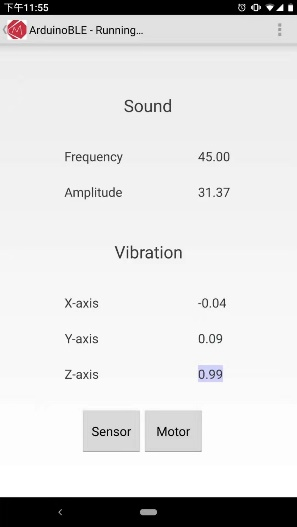 下午11:55
ArduinoBLE - Running...
Sound
Frequency 45.00
Amplitude 31.37
Vibration
X-axis -0.04
Y-axis 0.09
Z-axis 0.99
Sensor Motor